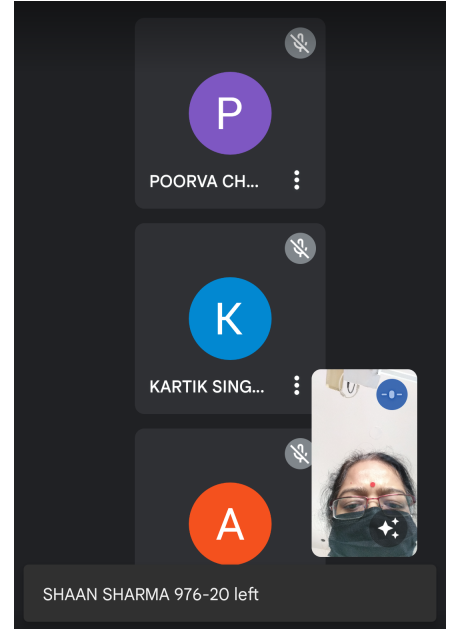 P
POORVA CH...
K
KARTIK SING...
A
SHAAN SHARMA 976-20 left